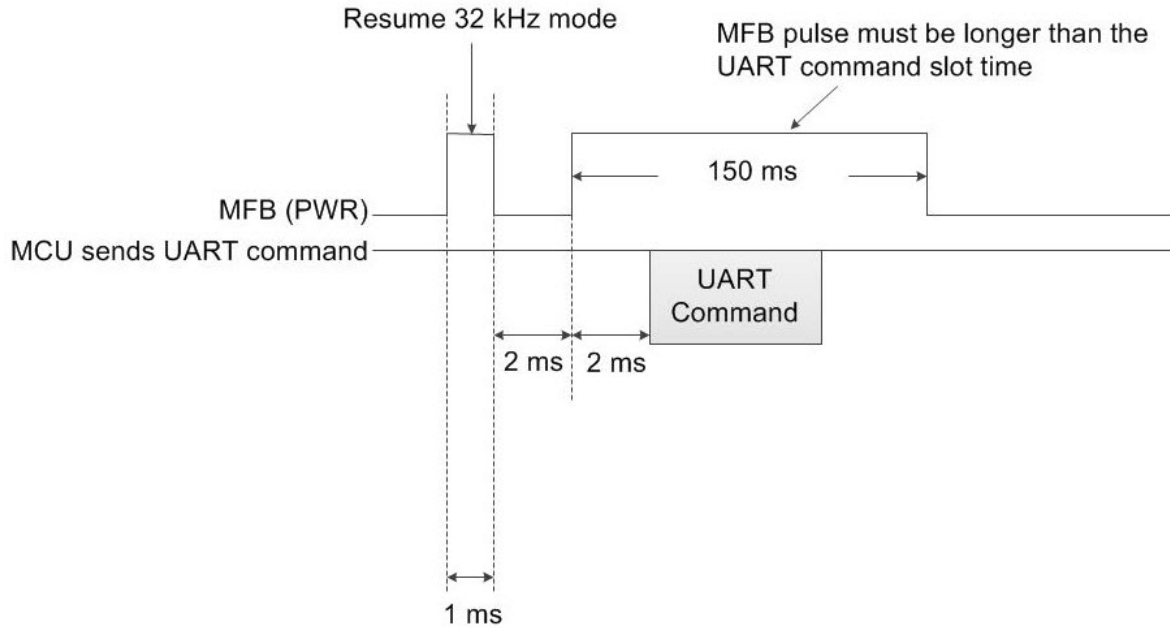 Resume 32 kHz mode
MFB pulse must be longer than the
UART command slot time
150 ms
MFB (PWR)
MCU sends UART command
UART
Command
2 ms
2 ms
1 ms